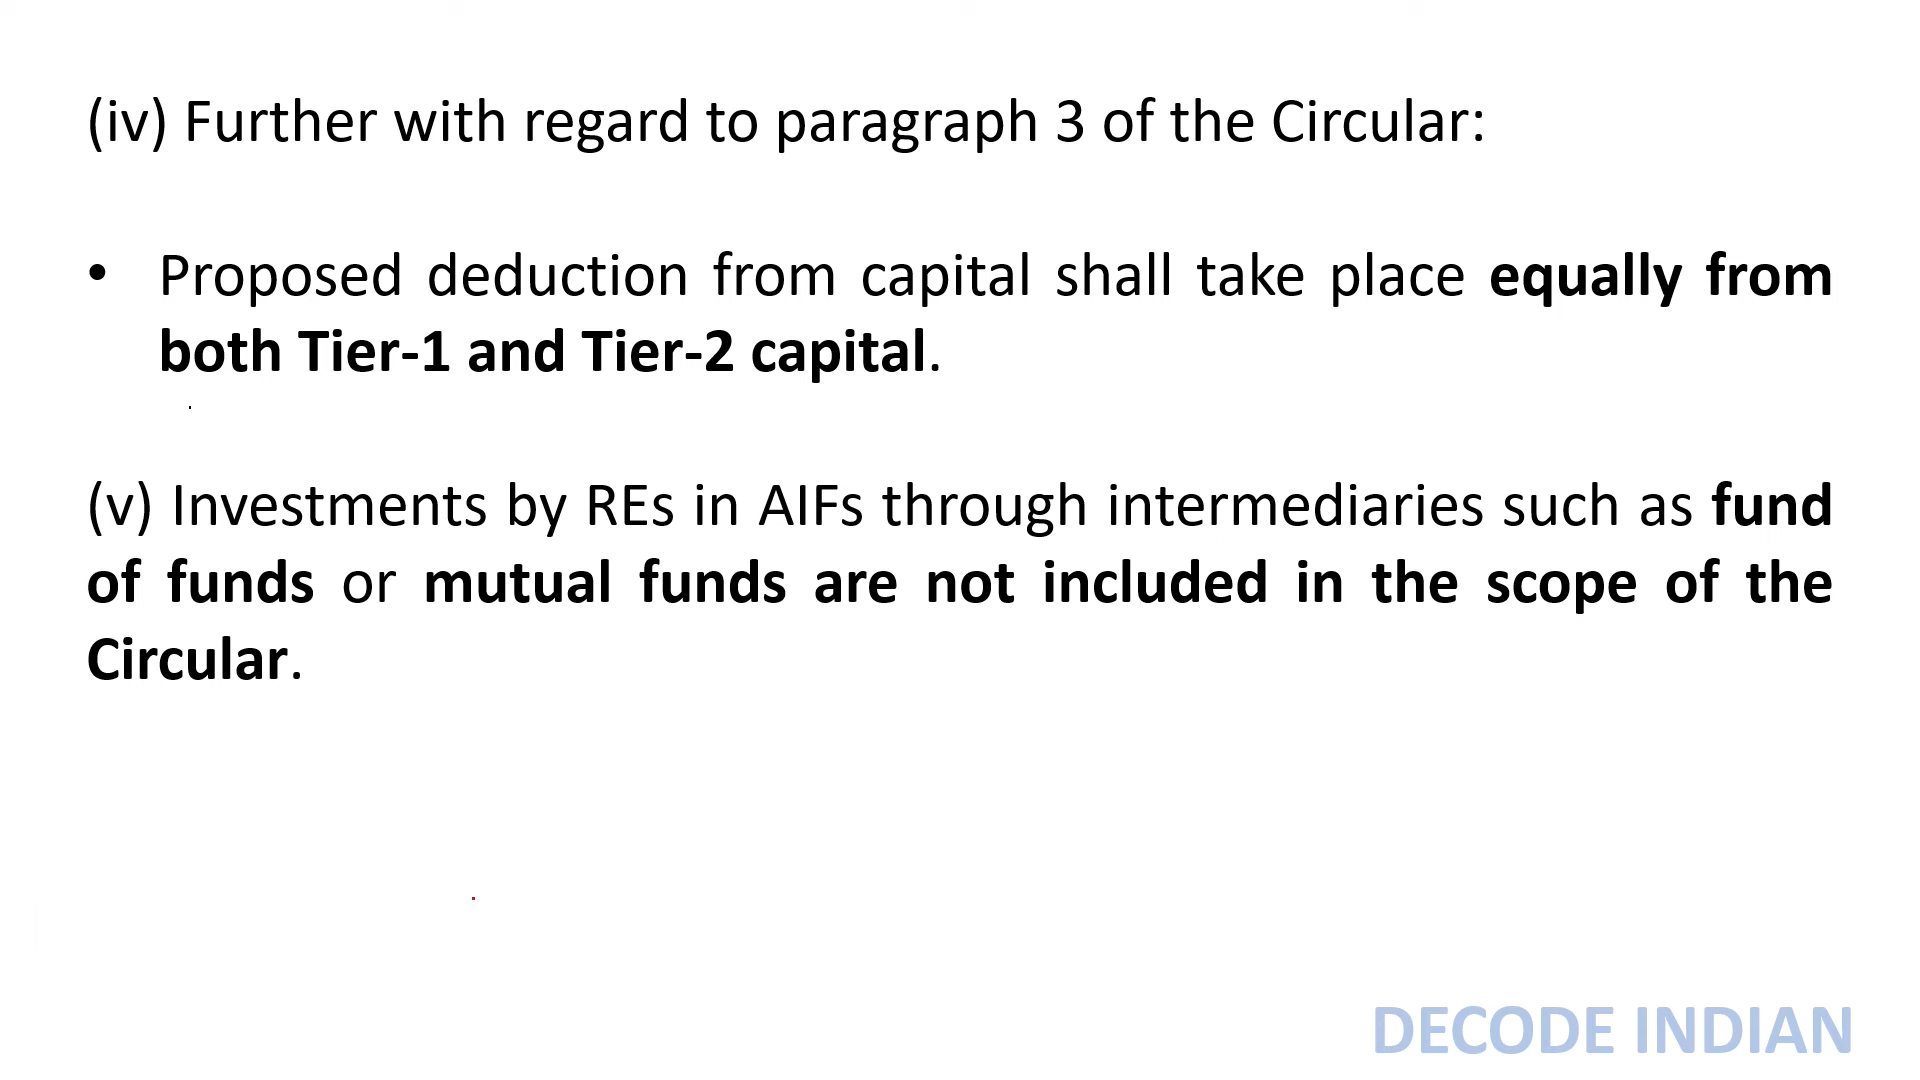 (iv) Further with regard to paragraph 3 of the Circular:
• Proposed deduction from capital shall take place equally from
both Tier-1 and Tier-2 capital.
(v) Investments by REs in AIFs through intermediaries such as fund
of funds or mutual funds are not included in the scope of the
Circular.
DECODE INDIAN